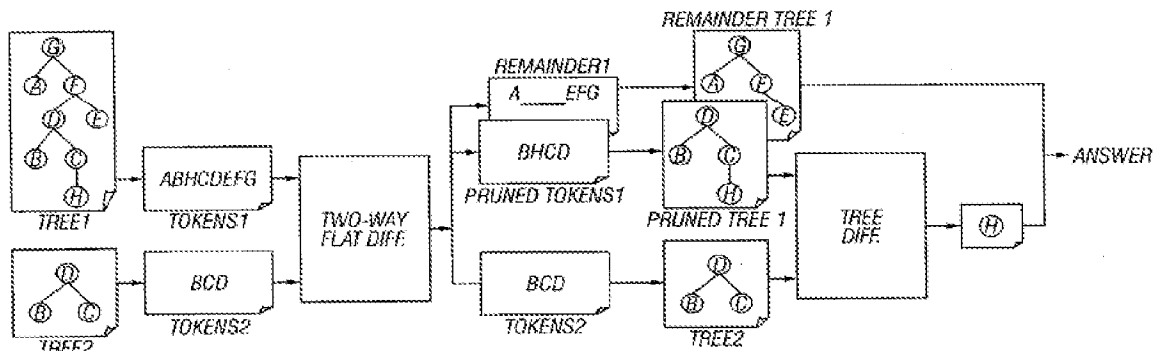 G
A F
D E
B C
H
TREE1
ABHCDEFG
TOKENS1
D
B C
TREE2
BCD
TOKENS2
TWO-WAY
FLAT DIFF.
REMAINDER1
A____EFG
BHCD
PRUNED TOKENS1
BCD
TOKENS2
REMAINDER TREE 1
G
A F
E
D
B C
H
PRUNED TREE 1
D
B C
TREE2
TREE
DIFF.
H
ANSWER